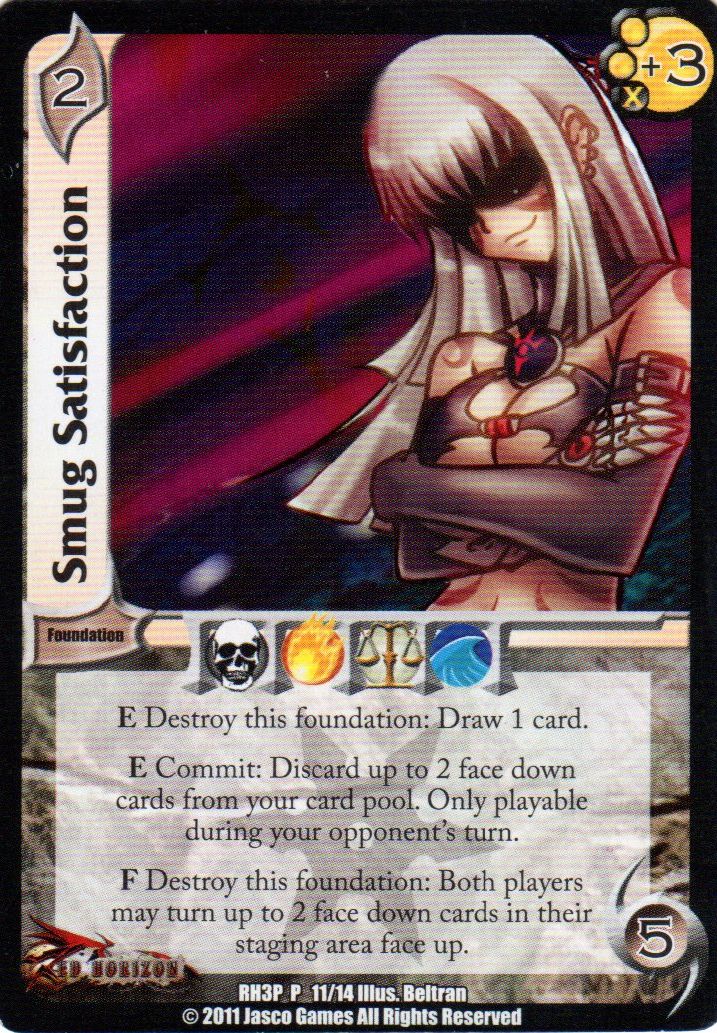 2
+3
X
Smug Satisfaction
Foundation
E Destroy this foundation: Draw 1 card.
E Commit: Discard up to 2 face down
cards from your card pool. Only playable
during your opponent's turn.
F Destroy this foundation: Both players
may turn up to 2 face down cards in their
staging area face up.
5
RED HORIZON
RH3P P 11/14 Illus. Beltran
© 2011 Jasco Games All Rights Reserved